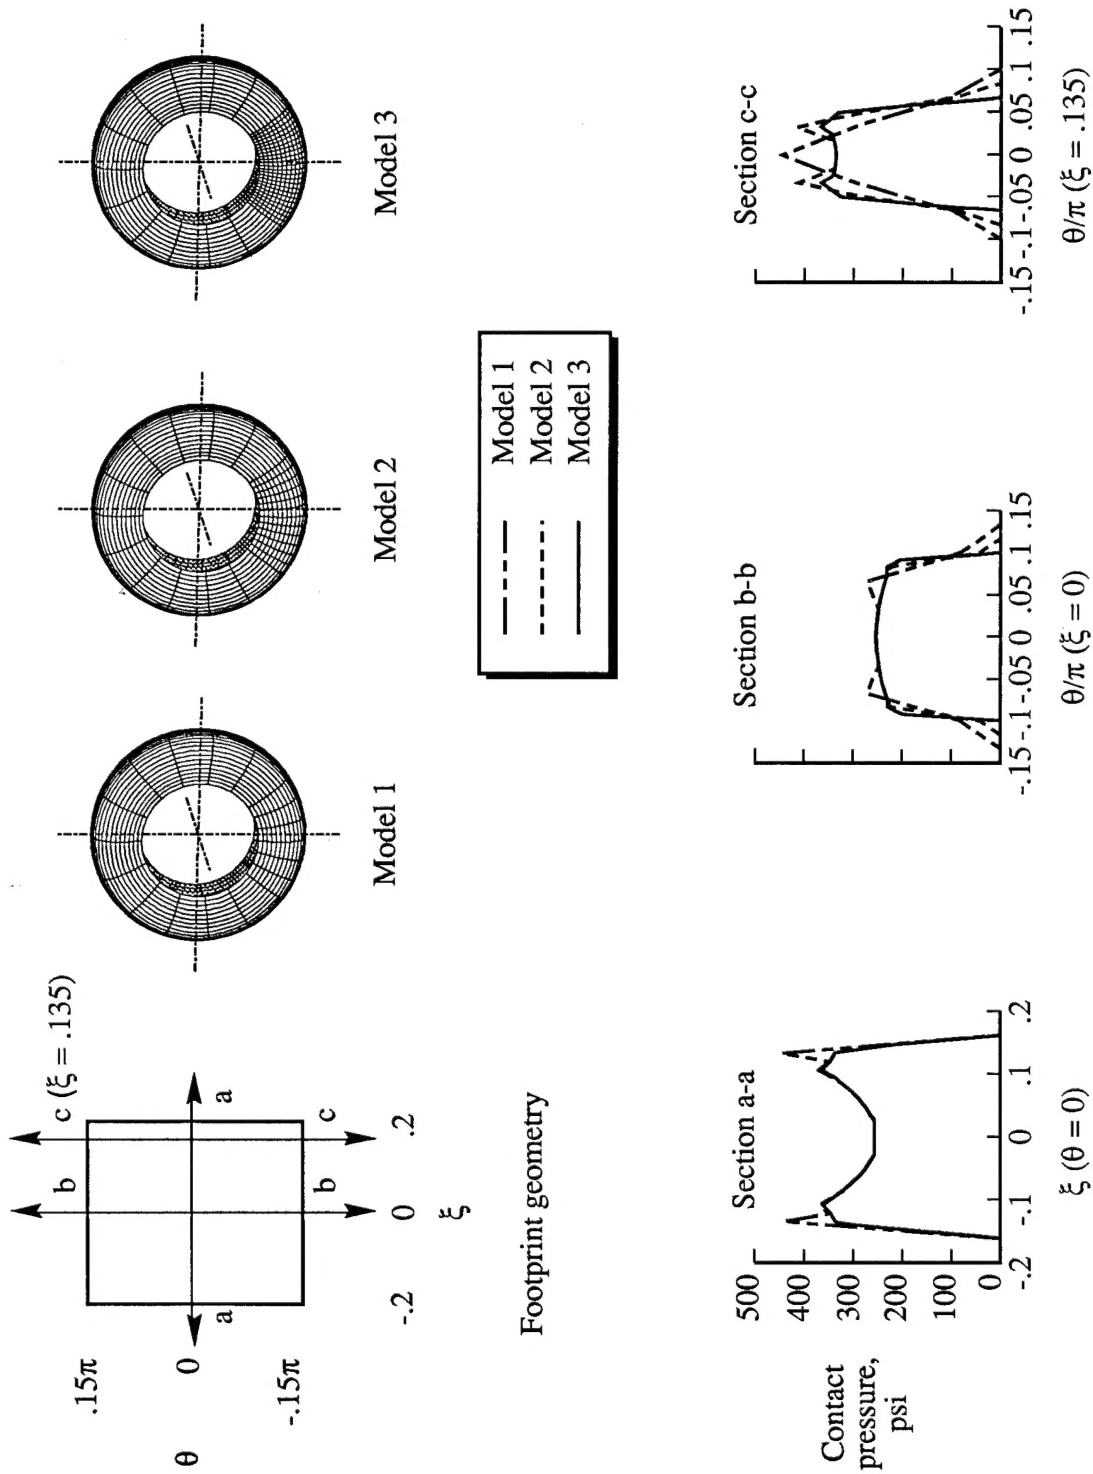 .15π
θ 0
-.15π
c (ξ = .135)
b
a
a
b
c
-.2 0 .2
ξ
Footprint geometry
Model 1
Model 2
Model 3
Model 1
Model 2
Model 3
Section a-a
500
400
300
200
100
0
Contact
pressure,
psi
-.2 -.1 0 .1 .2
ξ (θ = 0)
Section b-b
-.15 -.1 -.05 0 .05 .1 .15
θ/π (ξ = 0)
Section c-c
-.15 -.1 -.05 0 .05 .1 .15
θ/π (ξ = .135)